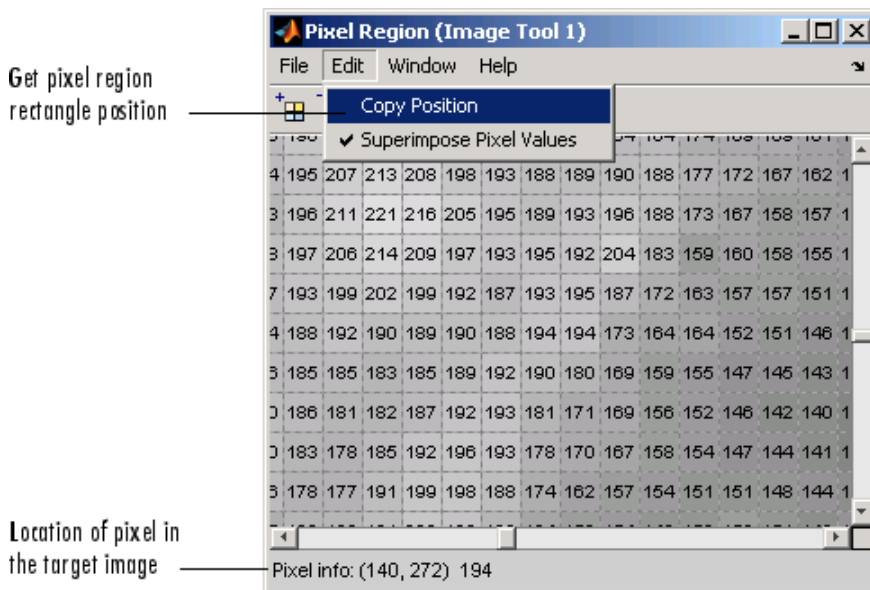 Pixel Region (Image Tool 1)
File Edit Window Help
Get pixel region
rectangle position
Copy Position
✔ Superimpose Pixel Values
195 207 213 208 198 193 188 189 190 188 177 172 167 162
196 211 221 216 205 195 189 193 196 188 173 167 158 157
197 206 214 209 197 193 195 192 204 183 159 160 158 155
193 199 202 199 192 187 193 195 187 172 163 157 157 151
188 192 190 189 190 188 194 194 173 164 164 152 151 146
185 185 183 185 189 192 190 180 169 159 155 147 145 143
186 181 182 187 192 193 181 171 169 156 152 146 142 140
183 178 185 192 196 193 178 170 167 158 154 147 144 141
178 177 191 199 198 188 174 162 157 154 151 151 148 144
Location of pixel in
the target image
Pixel info: (140, 272) 194